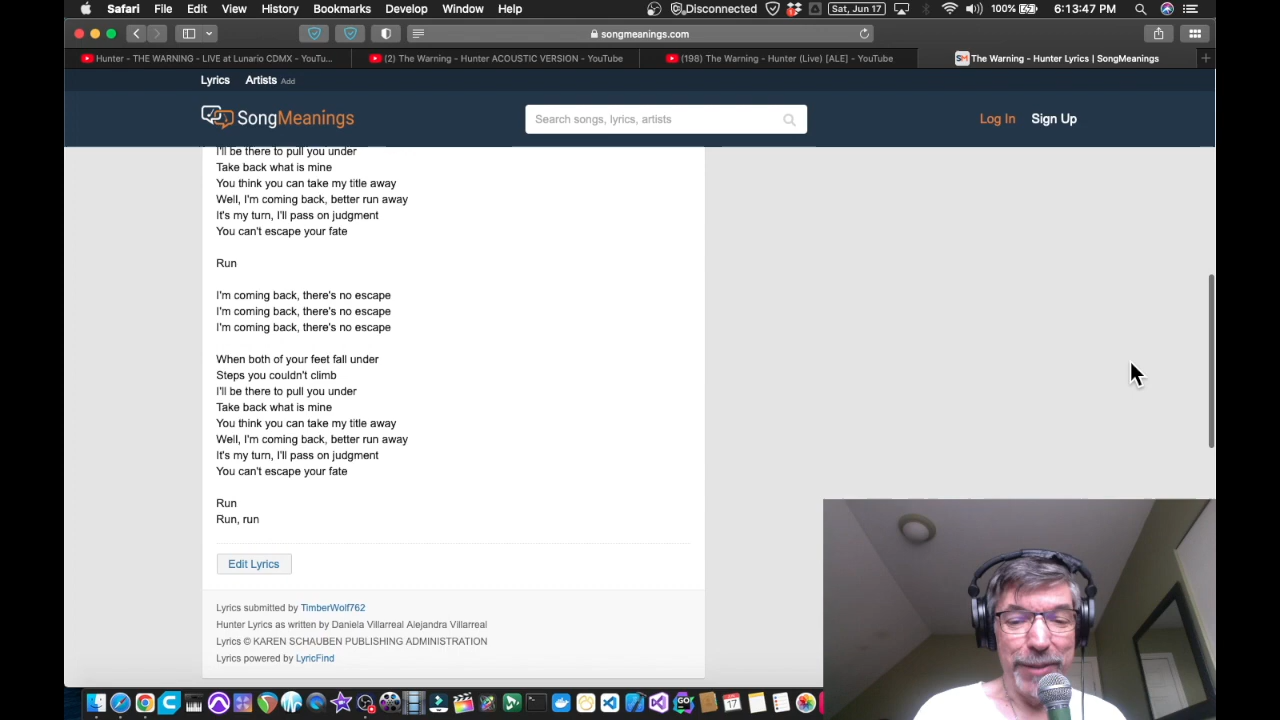 Safari File Edit View History Bookmarks Develop Window Help Disconnected Sat, Jun 17 100% 6:13:47 PM
songmeanings.com
Hunter - THE WARNING - LIVE at Lunario CDMX - YouTu... (2) The Warning - Hunter ACOUSTIC VERSION - YouTube (198) The Warning - Hunter (Live) [ALE] - YouTube SM The Warning - Hunter Lyrics | SongMeanings
Lyrics Artists Add
SongMeanings Search songs, lyrics, artists Log In Sign Up
I'll be there to pull you under
Take back what is mine
You think you can take my title away
Well, I'm coming back, better run away
It's my turn, I'll pass on judgment
You can't escape your fate
Run
I'm coming back, there's no escape
I'm coming back, there's no escape
I'm coming back, there's no escape
When both of your feet fall under
Steps you couldn't climb
I'll be there to pull you under
Take back what is mine
You think you can take my title away
Well, I'm coming back, better run away
It's my turn, I'll pass on judgment
You can't escape your fate
Run
Run, run
Edit Lyrics
Lyrics submitted by TimberWolf762
Hunter Lyrics as written by Daniela Villarreal Alejandra Villarreal
Lyrics © KAREN SCHAUBEN PUBLISHING ADMINISTRATION
Lyrics powered by LyricFind
GO
17